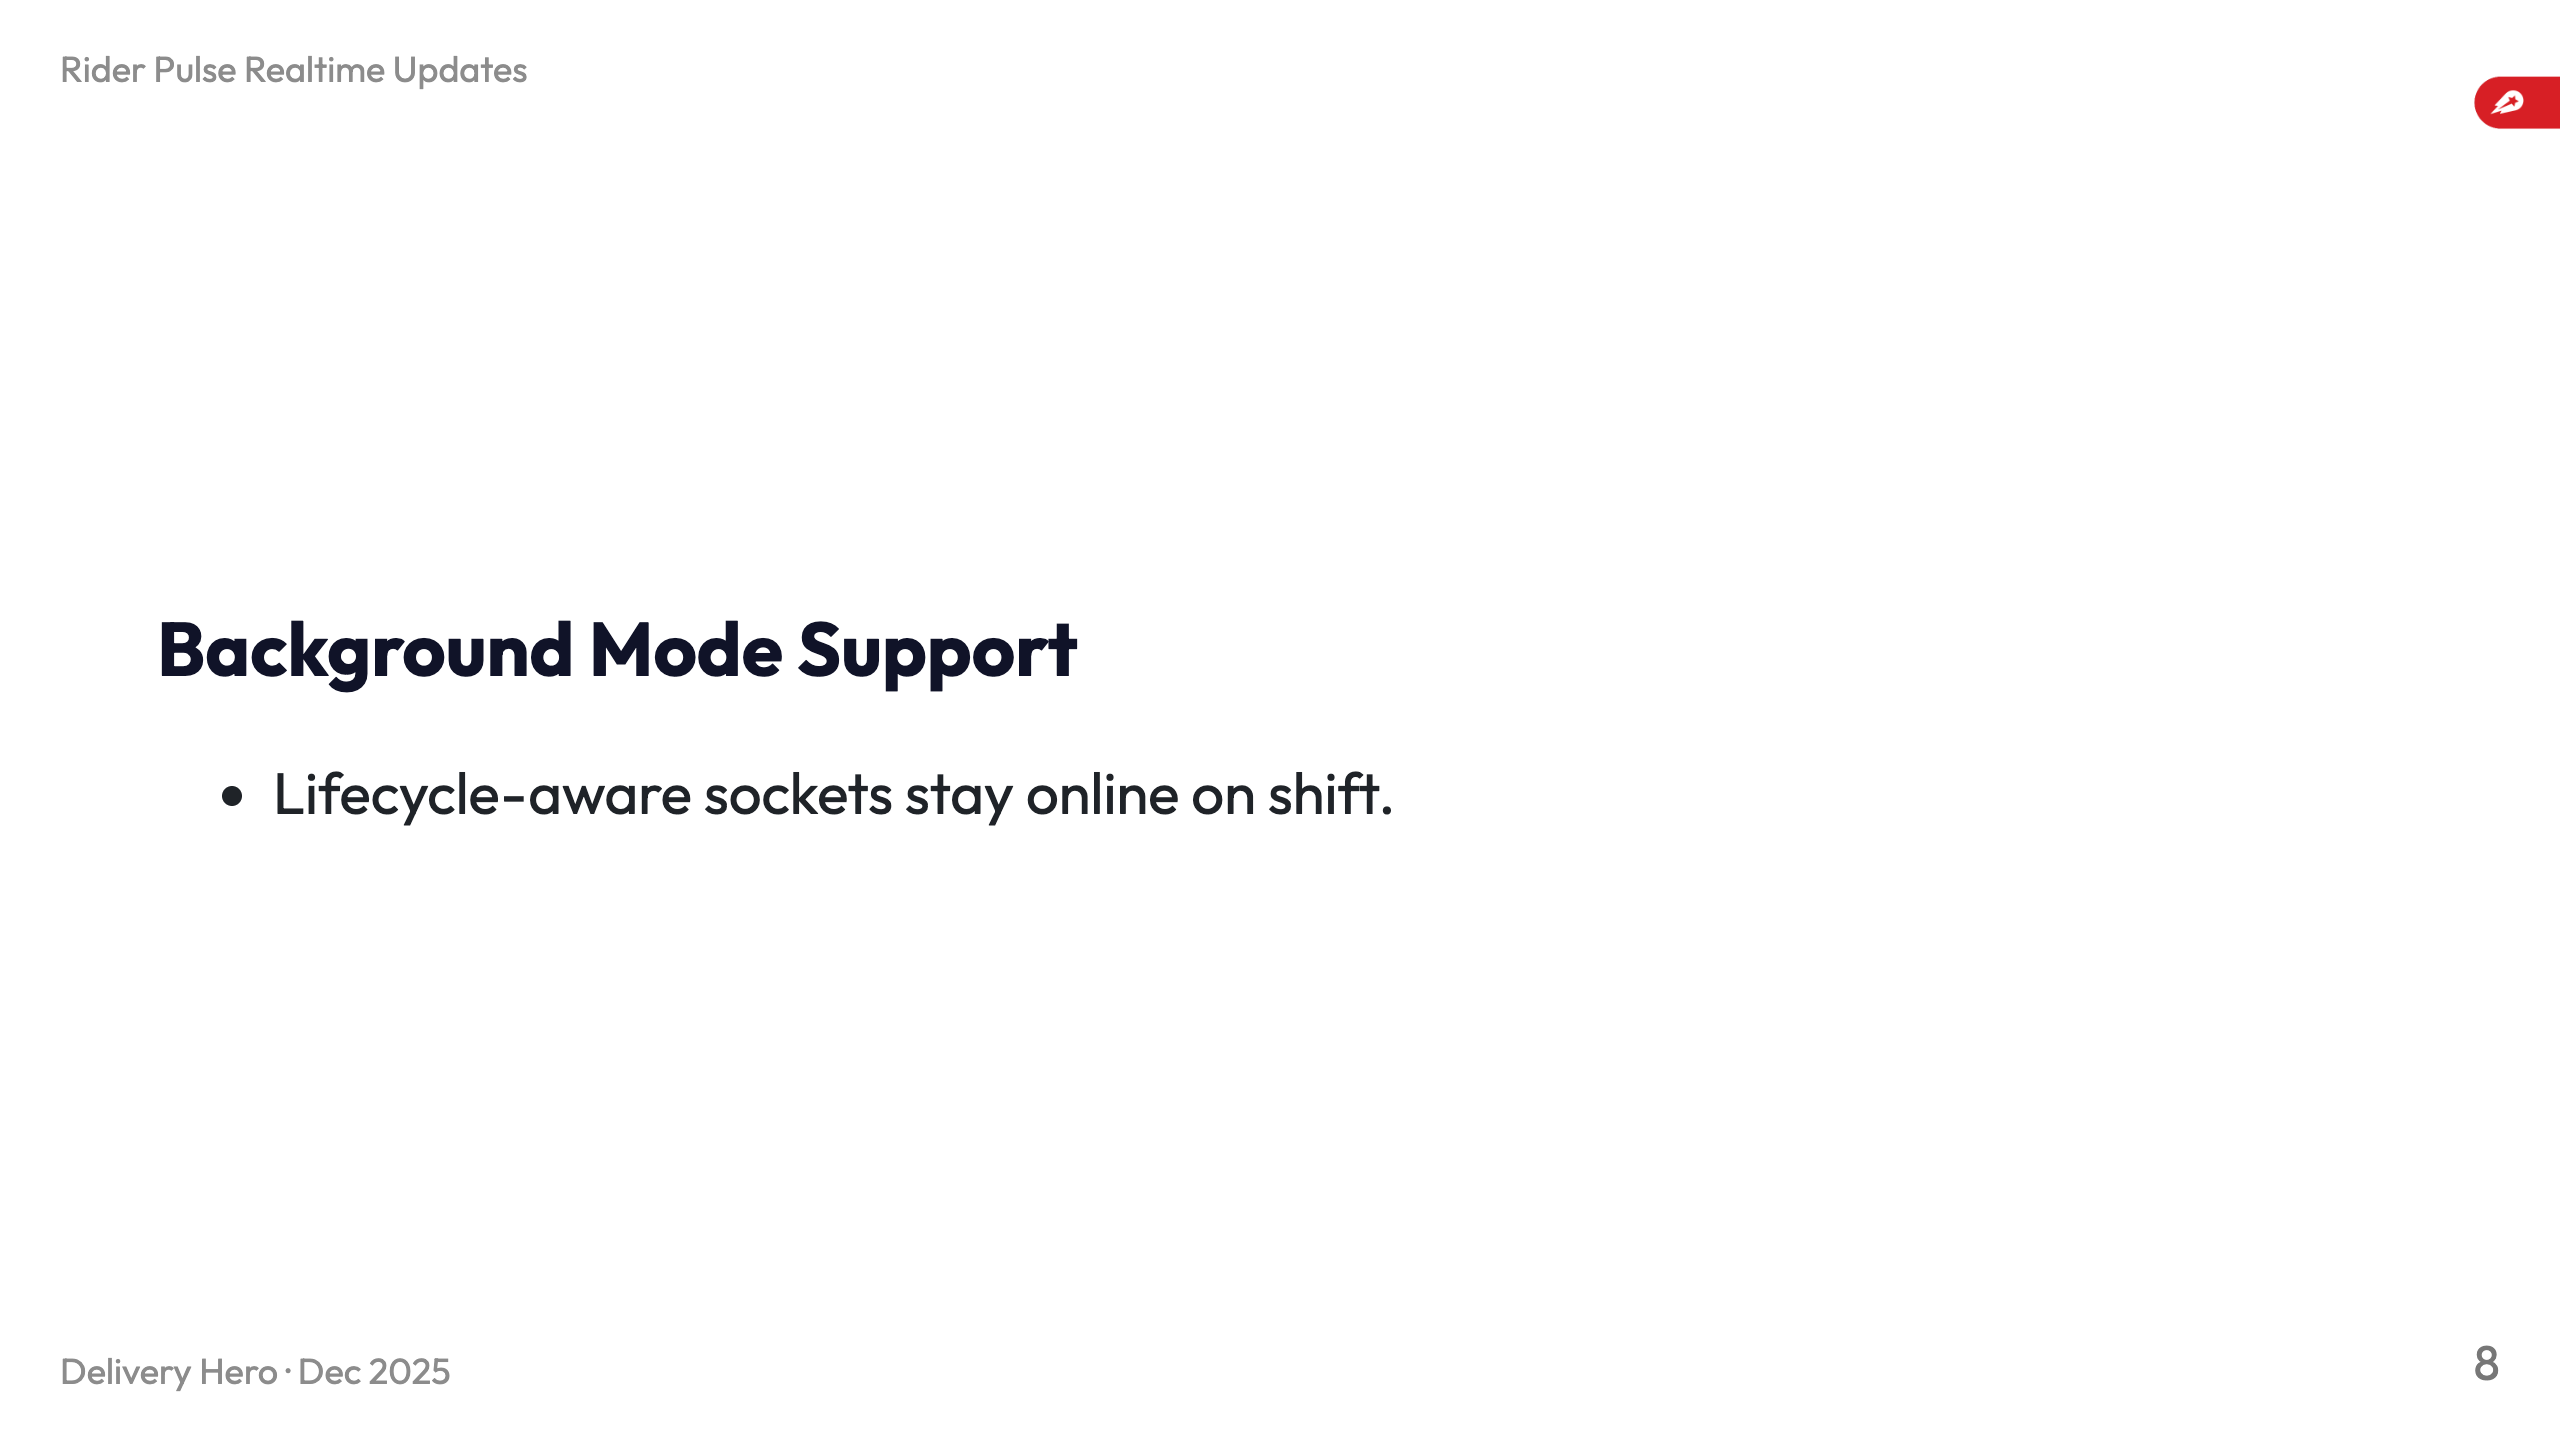 Rider Pulse Realtime Updates
Background Mode Support
• Lifecycle-aware sockets stay online on shift.
Delivery Hero · Dec 2025
8